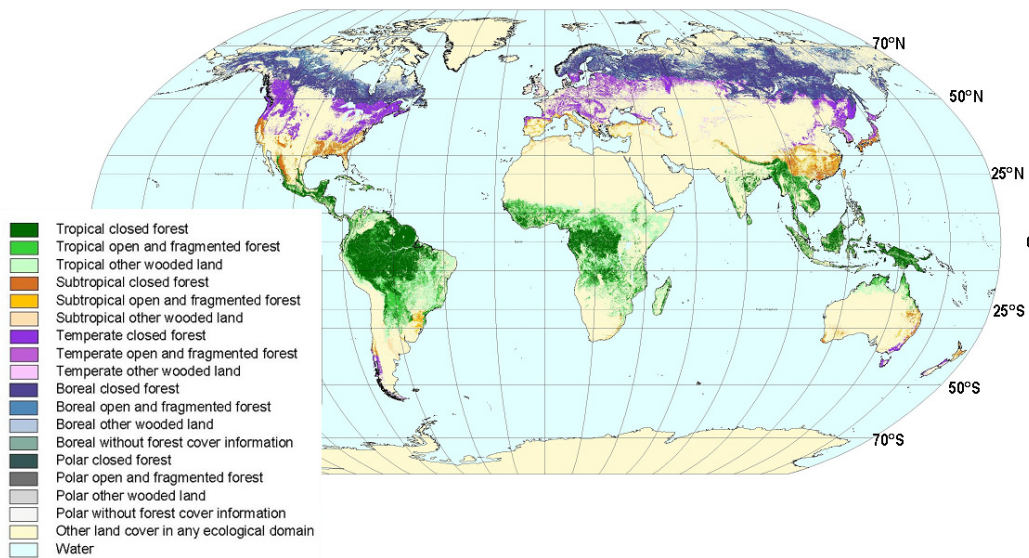 70°N
50°N
25°N
0
25°S
50°S
70°S
Tropical closed forest
Tropical open and fragmented forest
Tropical other wooded land
Subtropical closed forest
Subtropical open and fragmented forest
Subtropical other wooded land
Temperate closed forest
Temperate open and fragmented forest
Temperate other wooded land
Boreal closed forest
Boreal open and fragmented forest
Boreal other wooded land
Boreal without forest cover information
Polar closed forest
Polar open and fragmented forest
Polar other wooded land
Polar without forest cover information
Other land cover in any ecological domain
Water